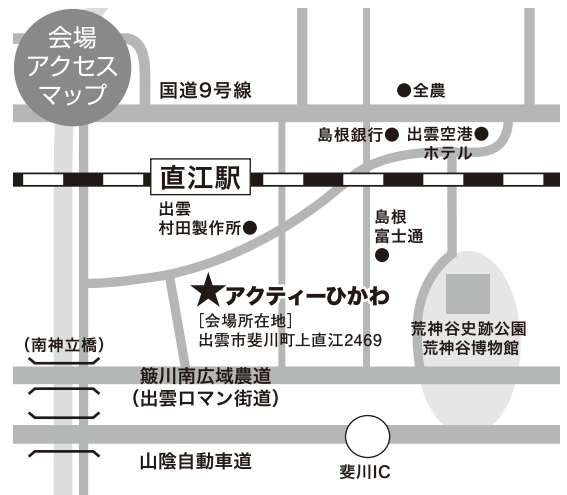 会場
アクセス
マップ
国道9号線
全農
島根銀行
出雲空港
ホテル
直江駅
出雲
村田製作所
島根
富士通
★アクティーひかわ
［会場所在地］
出雲市斐川町上直江2469
荒神谷史跡公園
荒神谷博物館
（南神立橋）
簸川南広域農道
（出雲ロマン街道）
山陰自動車道
斐川IC